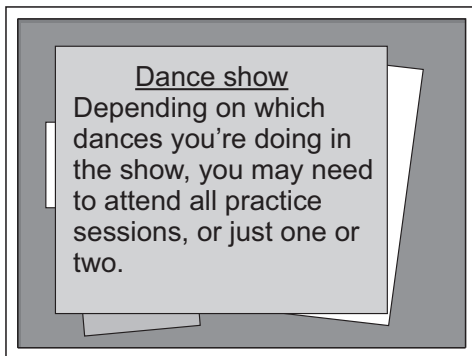 Dance show
Depending on which
dances you’re doing in
the show, you may need
to attend all practice
sessions, or just one or
two.